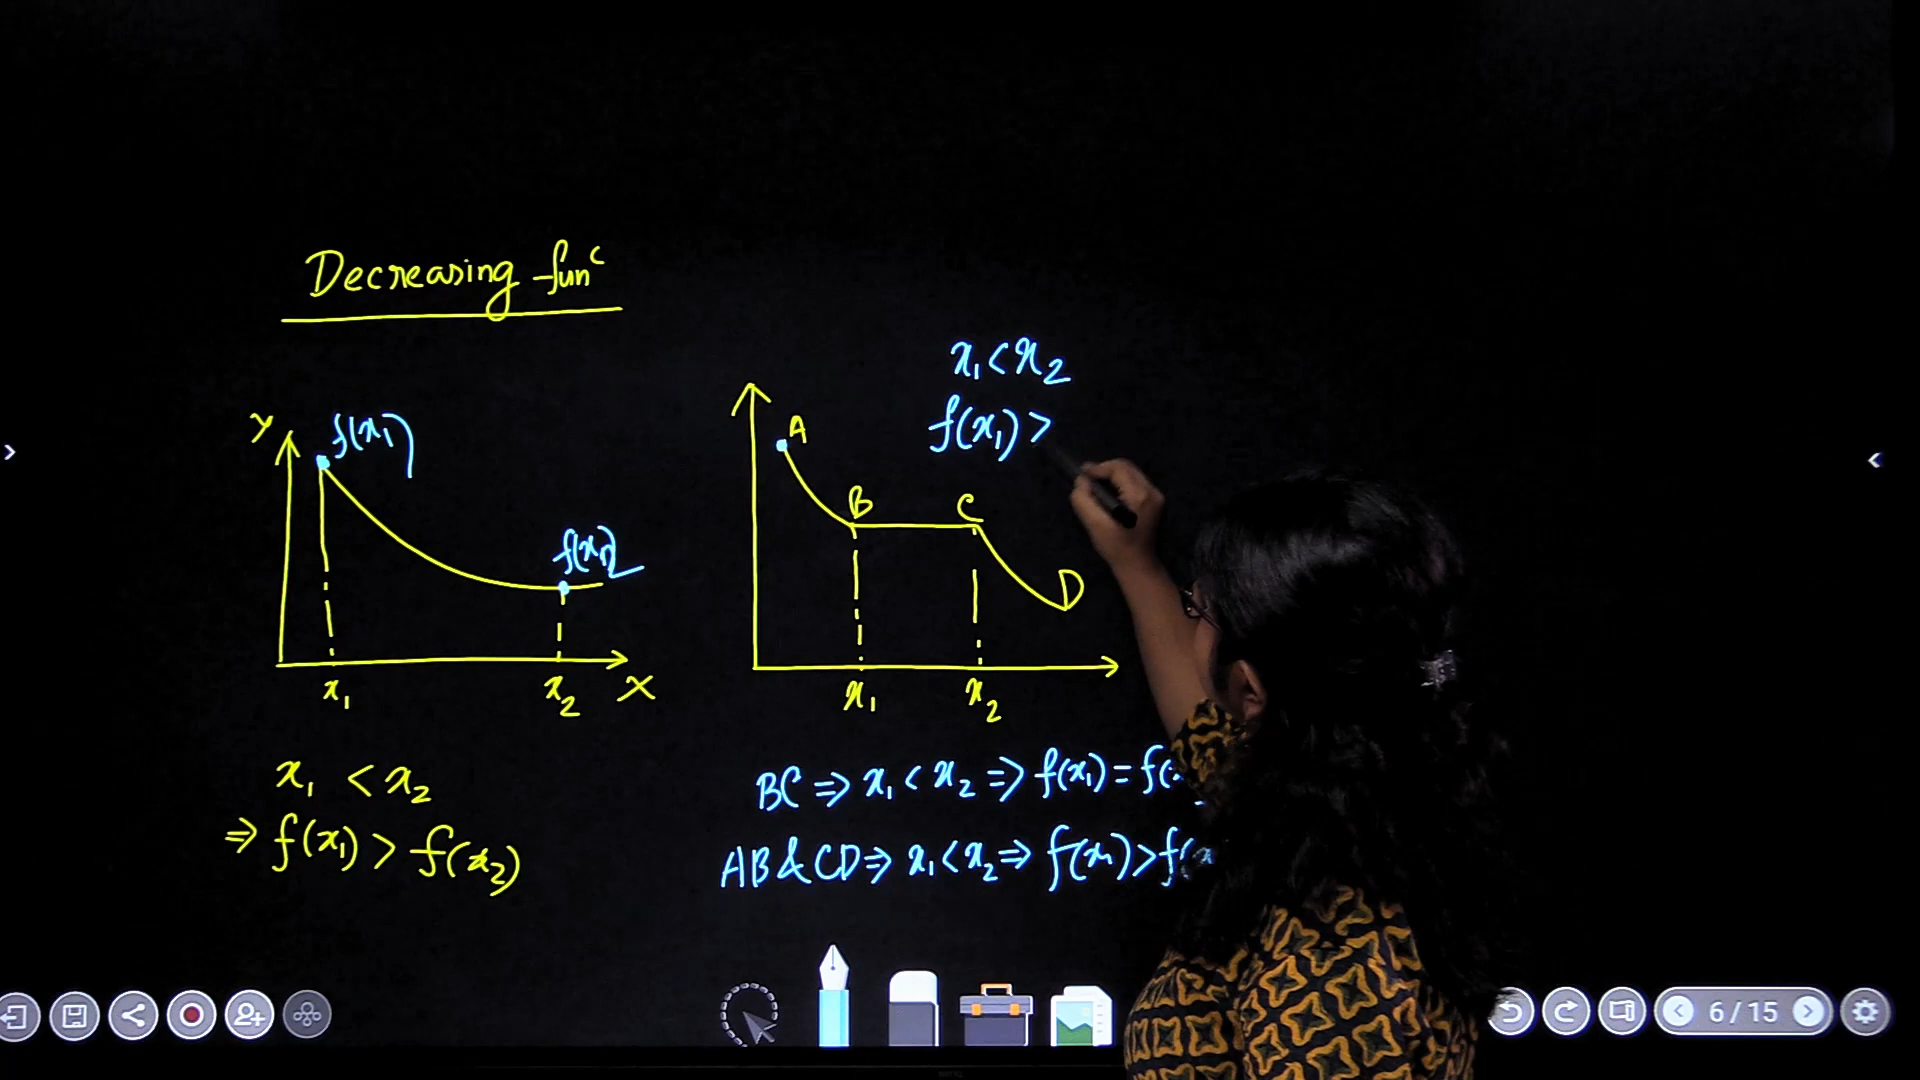 Decreasing funᶜ
Y
f(x₁)
f(x₂)
x₁
x₂
X
x₁ < x₂
⇒ f(x₁) > f(x₂)
x₁ < x₂
f(x₁) >
A
B
C
D
x₁
x₂
BC ⇒ x₁ < x₂ ⇒ f(x₁) = f(
AB & CD ⇒ x₁ < x₂ ⇒ f(x₁) > f(x
6 / 15